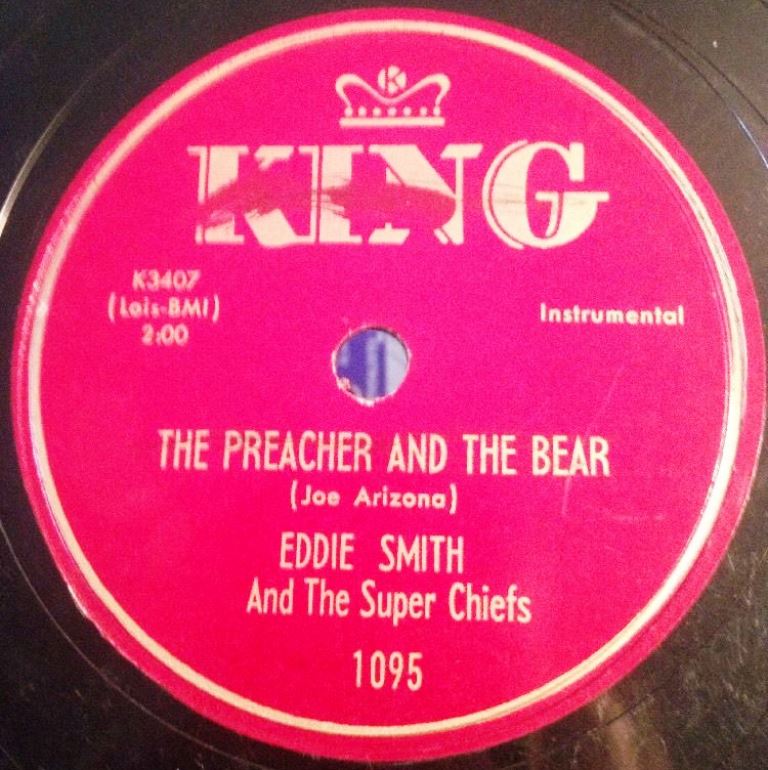 K
KING
K3407
(Lois-BMI)
2:00
Instrumental
THE PREACHER AND THE BEAR
(Joe Arizona)
EDDIE SMITH
And The Super Chiefs
1095